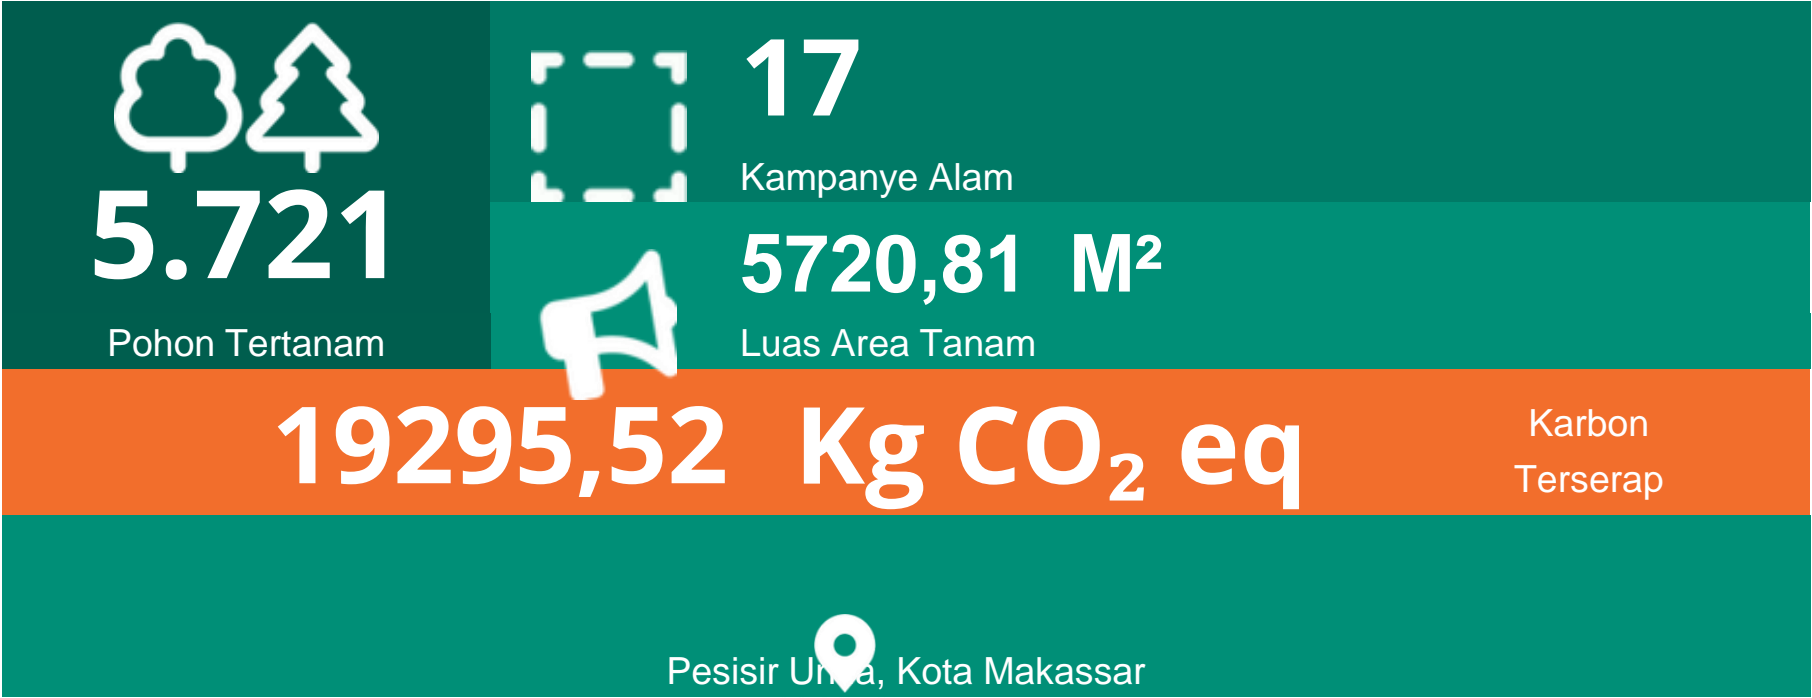 5.721
Pohon Tertanam
17
Kampanye Alam
5720,81 M²
Luas Area Tanam
19295,52 Kg CO₂ eq
Karbon
Terserap
Pesisir , Kota Makassar